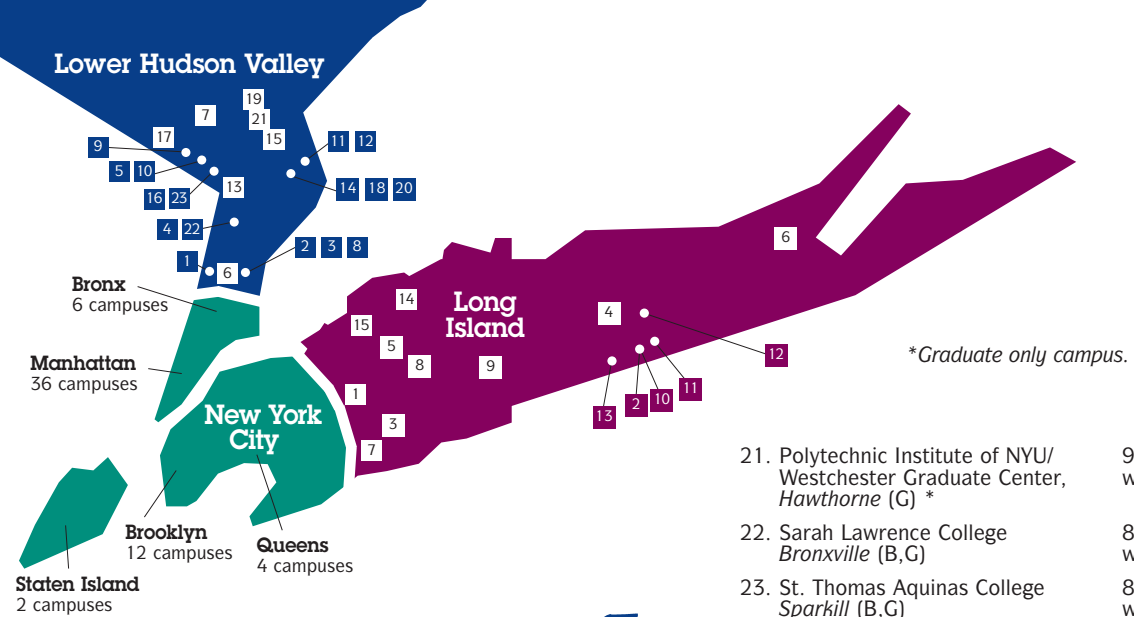 Lower Hudson Valley
19
7
21
17
15
9
11 12
5 10
16 23
13
14 18 20
4 22
1
6
2 3 8
Bronx
6 campuses
Manhattan
36 campuses
New York
City
Brooklyn
12 campuses
Queens
4 campuses
Staten Island
2 campuses
Long
Island
6
14
4
15
5
8
9
12
1
3
7
13
2
10
11
*Graduate only campus.
21. Polytechnic Institute of NYU/ 9
Westchester Graduate Center, w
Hawthorne (G) *
22. Sarah Lawrence College 8
Bronxville (B,G) w
23. St. Thomas Aquinas College 8
Sparkill (B,G) w